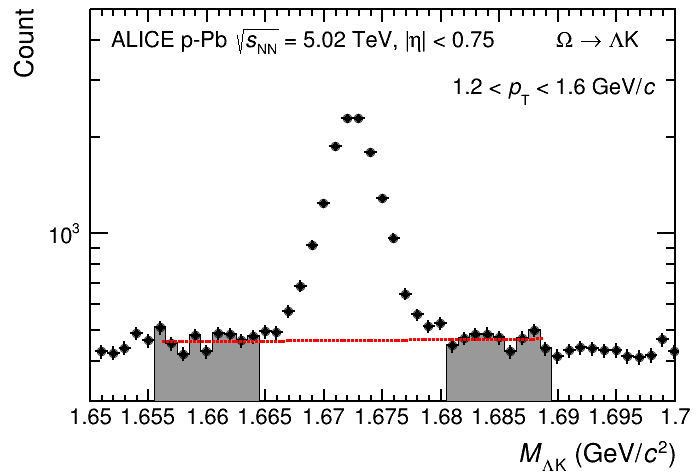 Count
ALICE p-Pb √sNN = 5.02 TeV, |η| < 0.75 Ω → ΛK
1.2 < pT < 1.6 GeV/c
10³
1.65 1.655 1.66 1.665 1.67 1.675 1.68 1.685 1.69 1.695 1.7
MΛK (GeV/c²)